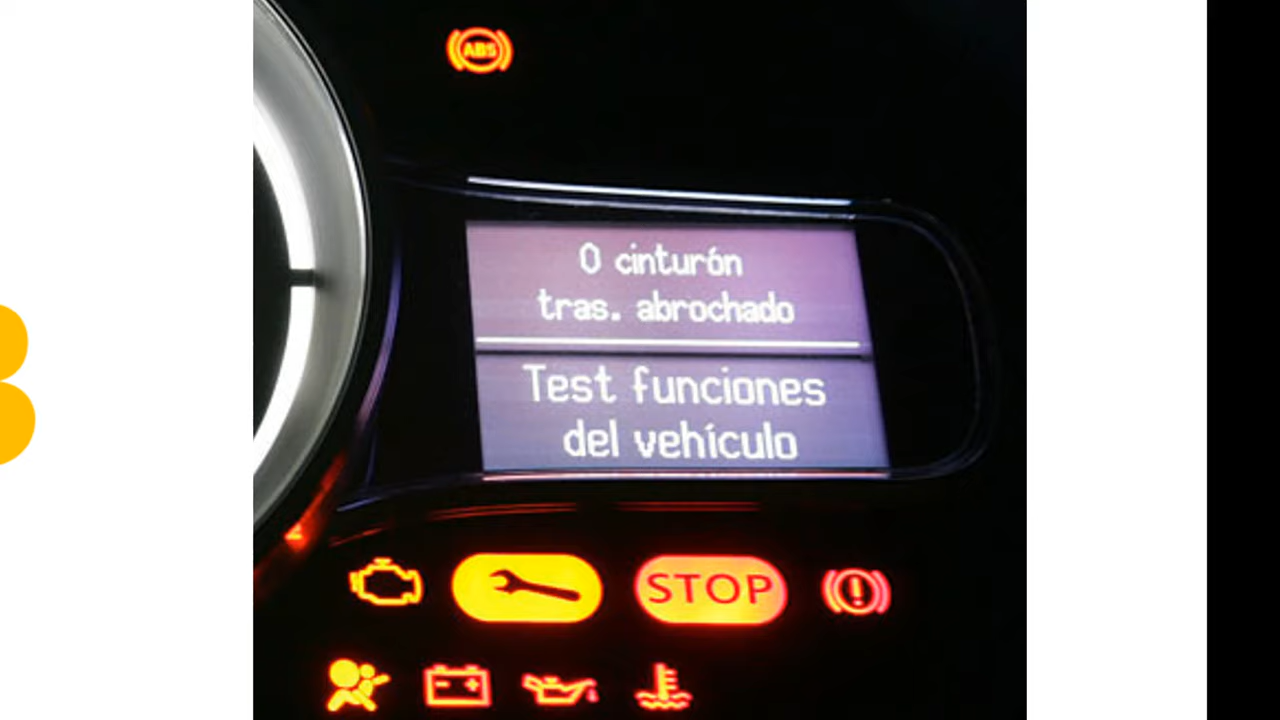 ABS
0 cinturón
tras. abrochado
Test funciones
del vehículo
STOP